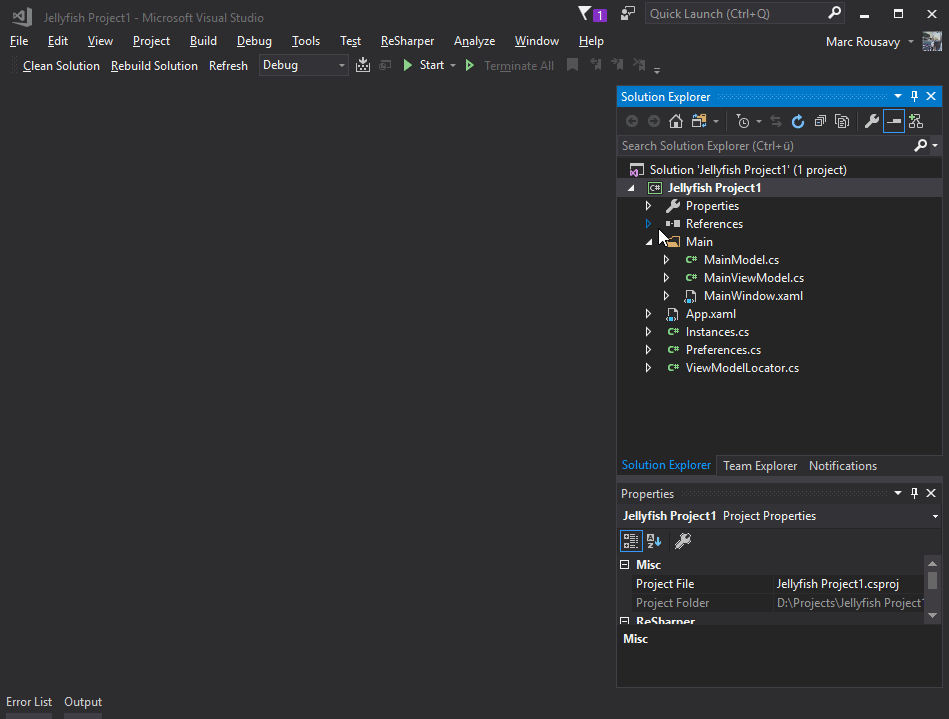 Jellyfish Project1 - Microsoft Visual Studio
1
Quick Launch (Ctrl+Q)
File Edit View Project Build Debug Tools Test ReSharper Analyze Window Help
Marc Rousavy
Clean Solution Rebuild Solution Refresh Debug Start Terminate All
Solution Explorer
Search Solution Explorer (Ctrl+ü)
Solution 'Jellyfish Project1' (1 project)
C# Jellyfish Project1
Properties
References
Main
C# MainModel.cs
C# MainViewModel.cs
MainWindow.xaml
App.xaml
C# Instances.cs
C# Preferences.cs
C# ViewModelLocator.cs
Solution Explorer Team Explorer Notifications
Properties
Jellyfish Project1 Project Properties
Misc
Project File Jellyfish Project1.csproj
Project Folder D:\Projects\Jellyfish Project1
ReSharper
Misc
Error List Output